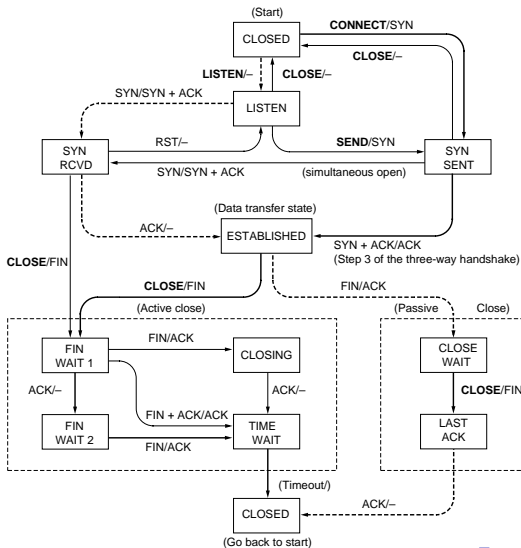 (Start)
CONNECT/SYN
CLOSED
CLOSE/–
LISTEN/–
CLOSE/–
SYN/SYN + ACK
LISTEN
RST/–
SEND/SYN
SYN
RCVD
SYN
SENT
SYN/SYN + ACK
(simultaneous open)
(Data transfer state)
ACK/–
ESTABLISHED
SYN + ACK/ACK
(Step 3 of the three-way handshake)
CLOSE/FIN
CLOSE/FIN
FIN/ACK
(Active close)
(Passive
Close)
FIN/ACK
FIN
WAIT 1
CLOSING
CLOSE
WAIT
ACK/–
ACK/–
CLOSE/FIN
FIN + ACK/ACK
FIN
WAIT 2
TIME
WAIT
LAST
ACK
FIN/ACK
(Timeout/)
CLOSED
ACK/–
(Go back to start)